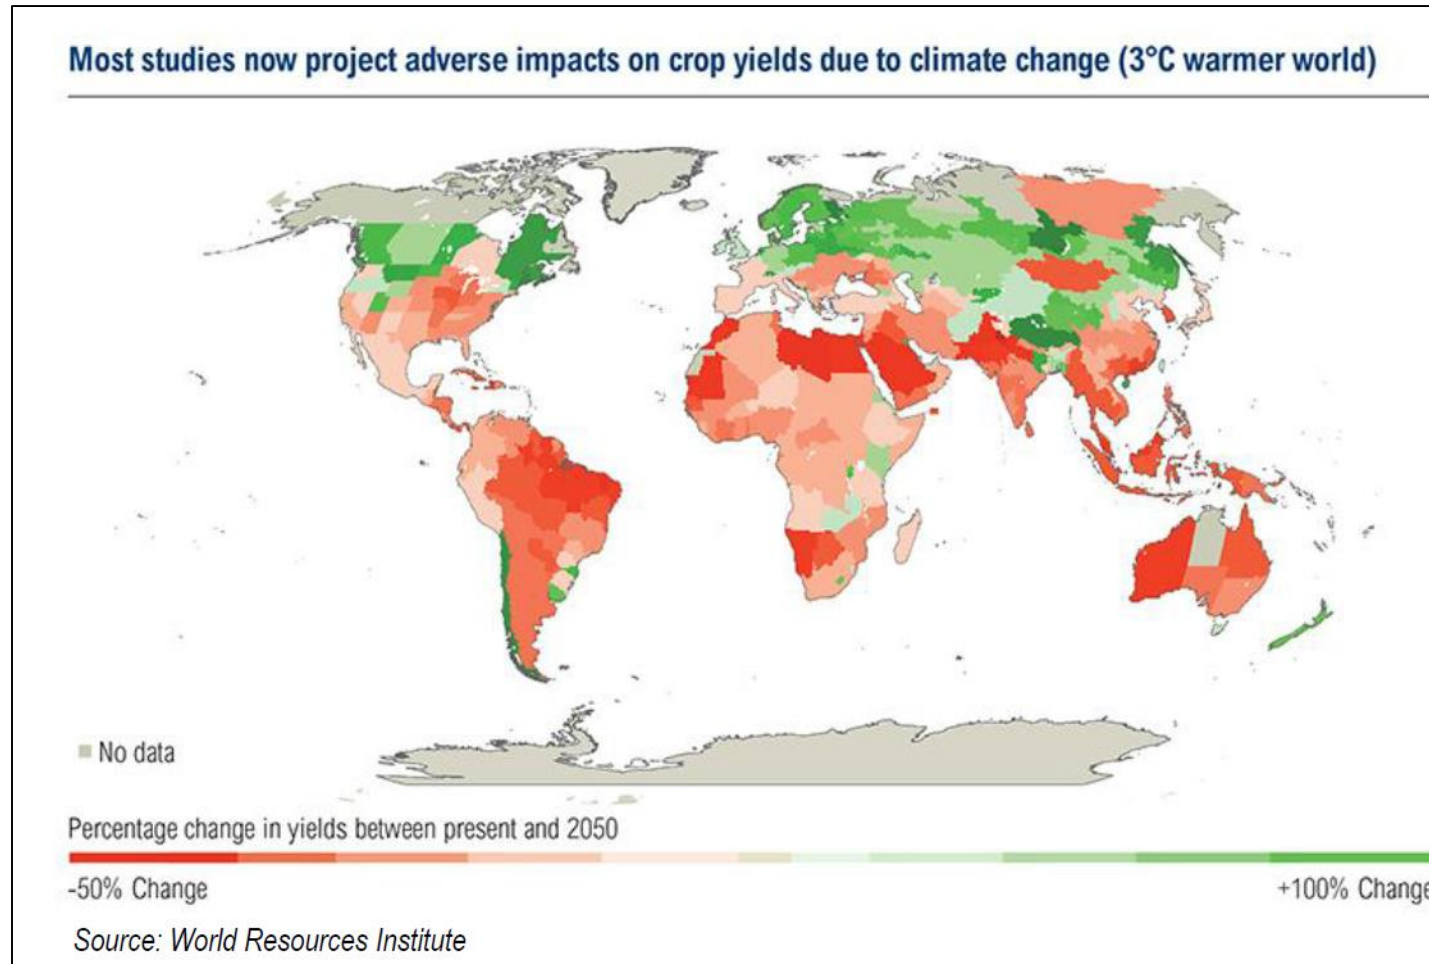 Most studies now project adverse impacts on crop yields due to climate change (3°C warmer world)
No data
Percentage change in yields between present and 2050
-50% Change
+100% Change
Source: World Resources Institute